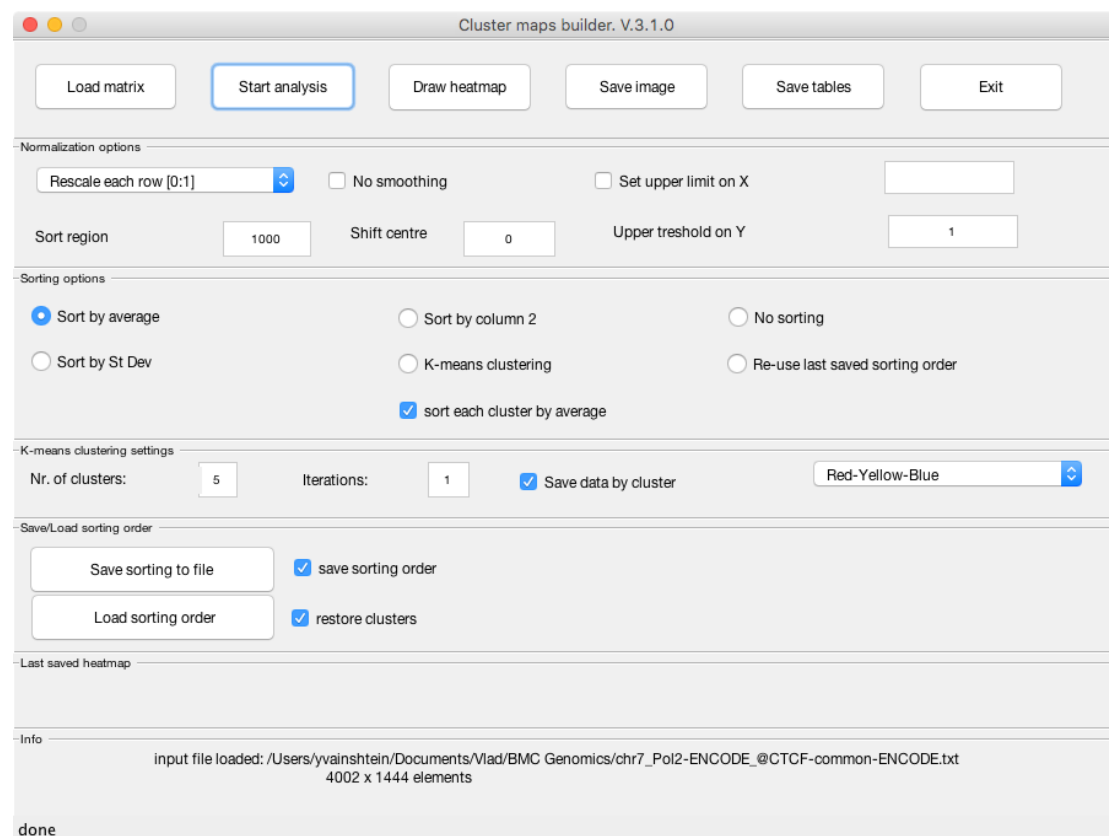 Cluster maps builder. V.3.1.0
Load matrix Start analysis Draw heatmap Save image Save tables Exit
Normalization options
Rescale each row [0:1] No smoothing Set upper limit on X
Sort region 1000 Shift centre 0 Upper treshold on Y 1
Sorting options
Sort by average Sort by column 2 No sorting
Sort by St Dev K-means clustering Re-use last saved sorting order
sort each cluster by average
K-means clustering settings
Nr. of clusters: 5 Iterations: 1 Save data by cluster Red-Yellow-Blue
Save/Load sorting order
Save sorting to file save sorting order
Load sorting order restore clusters
Last saved heatmap
Info
input file loaded: /Users/yvainshtein/Documents/Vlad/BMC Genomics/chr7_Pol2-ENCODE_@CTCF-common-ENCODE.txt
4002 x 1444 elements
done